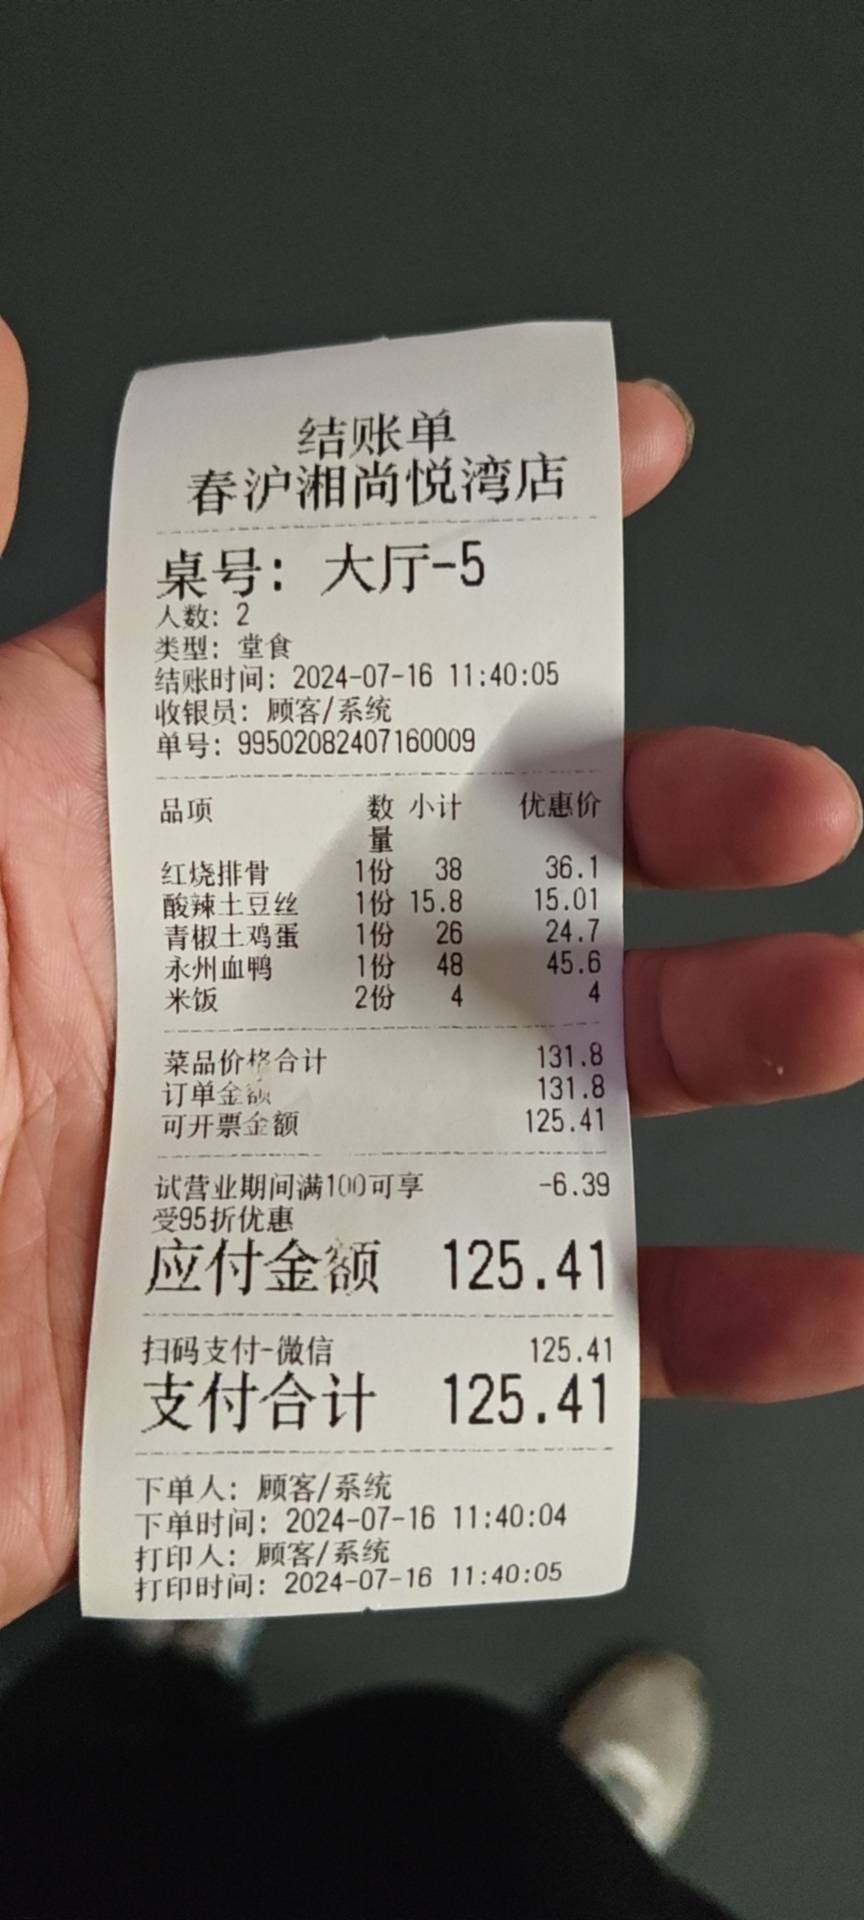 结账单
春沪湘尚悦湾店
桌号: 大厅-5
人数: 2
类型: 堂食
结账时间: 2024-07-16 11:40:05
收银员: 顾客/系统
单号: 99502082407160009
品项 数量 小计 优惠价
红烧排骨 1份 38 36.1
酸辣土豆丝 1份 15.8 15.01
青椒土鸡蛋 1份 26 24.7
永州血鸭 1份 48 45.6
米饭 2份 4 4
菜品价格合计 131.8
订单金额 131.8
可开票金额 125.41
试营业期间满100可享 -6.39
受95折优惠
应付金额 125.41
扫码支付-微信 125.41
支付合计 125.41
下单人: 顾客/系统
下单时间: 2024-07-16 11:40:04
打印人: 顾客/系统
打印时间: 2024-07-16 11:40:05